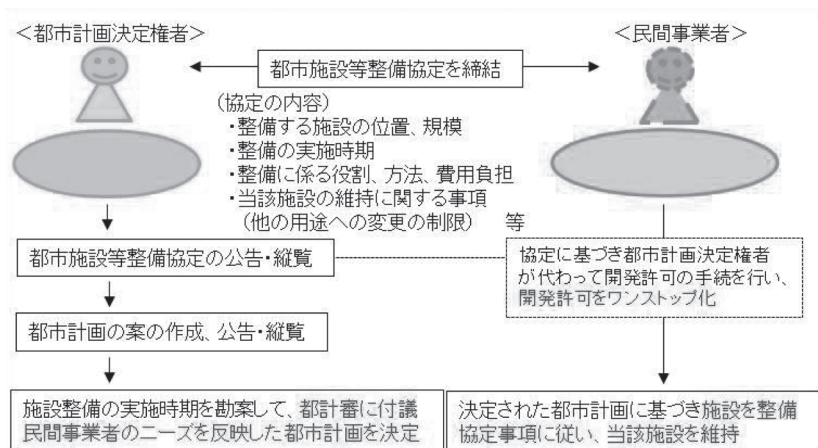 ＜都市計画決定権者＞
＜民間事業者＞
都市施設等整備協定を締結
（協定の内容）
・整備する施設の位置、規模
・整備の実施時期
・整備に係る役割、方法、費用負担
・当該施設の維持に関する事項
（他の用途への変更の制限）　等
都市施設等整備協定の公告・縦覧
協定に基づき都市計画決定権者
が代わって開発許可の手続を行い、
開発許可をワンストップ化
都市計画の案の作成、公告・縦覧
施設整備の実施時期を勘案して、都計審に付議
民間事業者のニーズを反映した都市計画を決定
決定された都市計画に基づき施設を整備
協定事項に従い、当該施設を維持